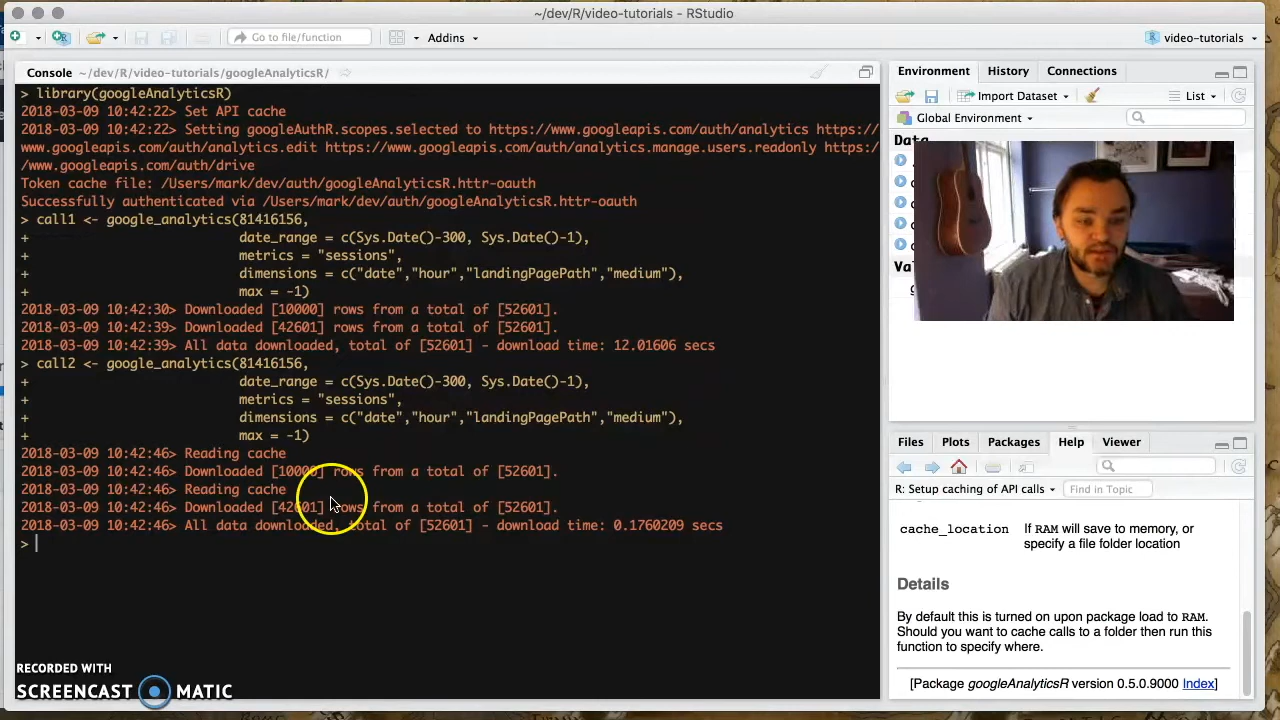 ~/dev/R/video-tutorials - RStudio
Go to file/function
Addins
video-tutorials
Console ~/dev/R/video-tutorials/googleAnalyticsR/
> library(googleAnalyticsR)
2018-03-09 10:42:22> Set API cache
2018-03-09 10:42:22> Setting googleAuthR.scopes.selected to https://www.googleapis.com/auth/analytics https://
www.googleapis.com/auth/analytics.edit https://www.googleapis.com/auth/analytics.manage.users.readonly https:/
/www.googleapis.com/auth/drive
Token cache file: /Users/mark/dev/auth/googleAnalyticsR.httr-oauth
Successfully authenticated via /Users/mark/dev/auth/googleAnalyticsR.httr-oauth
> call1 <- google_analytics(81416156,
+ date_range = c(Sys.Date()-300, Sys.Date()-1),
+ metrics = "sessions",
+ dimensions = c("date","hour","landingPagePath","medium"),
+ max = -1)
2018-03-09 10:42:30> Downloaded [10000] rows from a total of [52601].
2018-03-09 10:42:39> Downloaded [42601] rows from a total of [52601].
2018-03-09 10:42:39> All data downloaded, total of [52601] - download time: 12.01606 secs
> call2 <- google_analytics(81416156,
+ date_range = c(Sys.Date()-300, Sys.Date()-1),
+ metrics = "sessions",
+ dimensions = c("date","hour","landingPagePath","medium"),
+ max = -1)
2018-03-09 10:42:46> Reading cache
2018-03-09 10:42:46> Downloaded [10000] rows from a total of [52601].
2018-03-09 10:42:46> Reading cache
2018-03-09 10:42:46> Downloaded [42601] rows from a total of [52601].
2018-03-09 10:42:46> All data downloaded, total of [52601] - download time: 0.1760209 secs
>
RECORDED WITH
SCREENCAST MATIC
Environment History Connections
Import Dataset List
Global Environment
Data
Files Plots Packages Help Viewer
R: Setup caching of API calls Find in Topic
cache_location If RAM will save to memory, or
specify a file folder location
Details
By default this is turned on upon package load to RAM.
Should you want to cache calls to a folder then run this
function to specify where.
[Package googleAnalyticsR version 0.5.0.9000 Index]